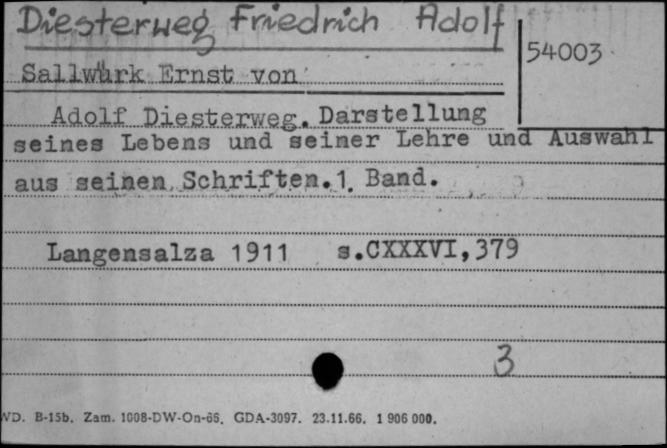 Diesterweg Friedrich Adolf
54003
Sallwürk Ernst von
Adolf Diesterweg. Darstellung
seines Lebens und seiner Lehre und Auswahl
aus seinen Schriften.1. Band.
Langensalza 1911 s.CXXXVI,379
3
WD. B-15b. Zam. 1008-DW-On-66. GDA-3097. 23.11.66. 1 906 000.